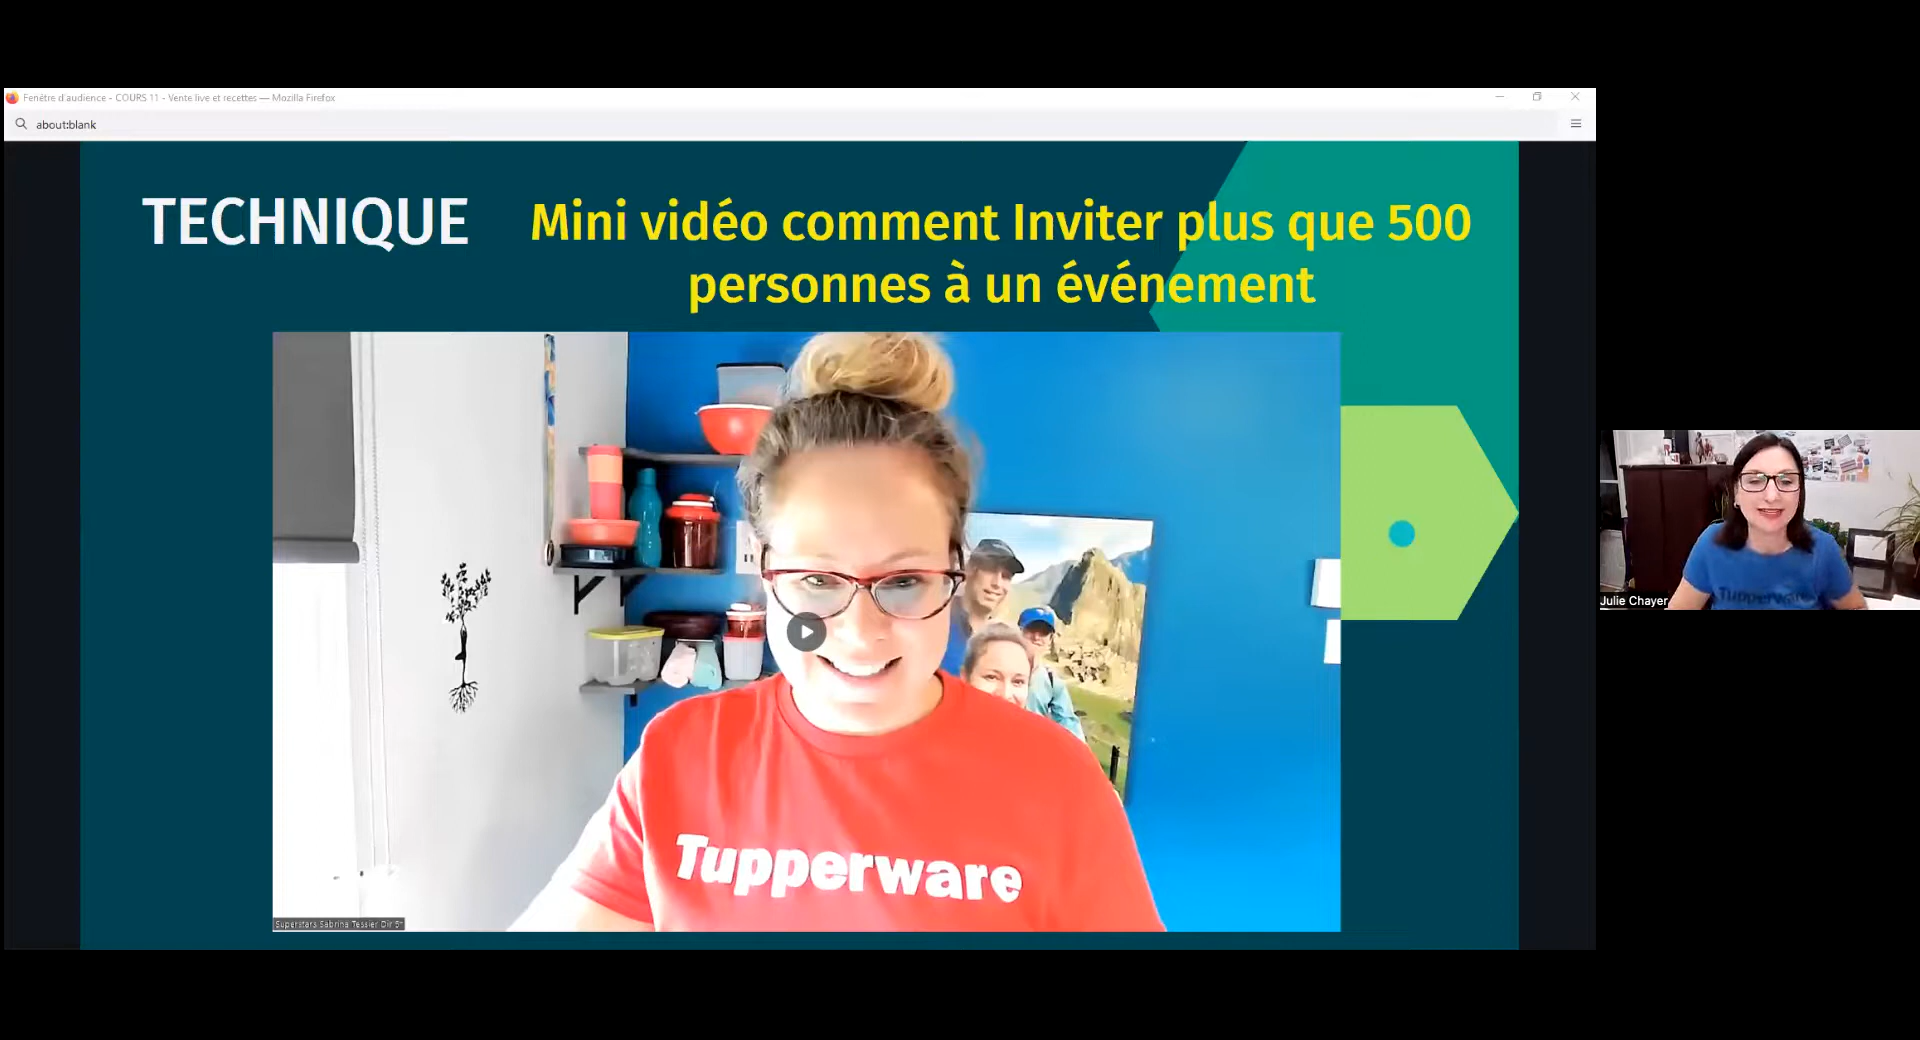 Fenêtre d'audience - COURS 11 - Vente live et recettes — Mozilla Firefox
about:blank
TECHNIQUE
Mini vidéo comment Inviter plus que 500
personnes à un événement
Tupperware
Superstars Sabrina Tessier Dir 5*
Tupperware
Julie Chayer